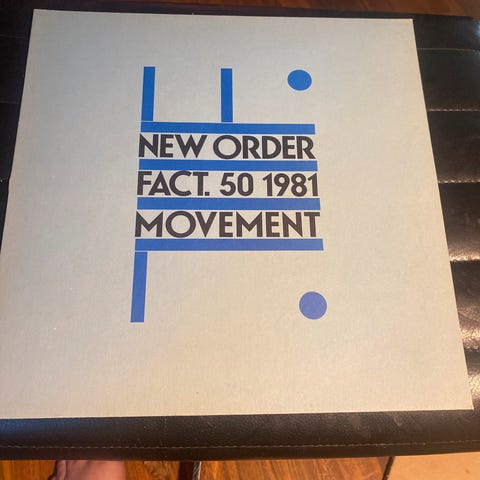 NEW ORDER
FACT. 50 1981
MOVEMENT